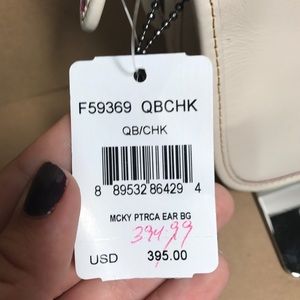 F59369 QBCHK
QB/CHK
8 89532 86429 4
MCKY PTRCA EAR BG
394.99
USD 395.00